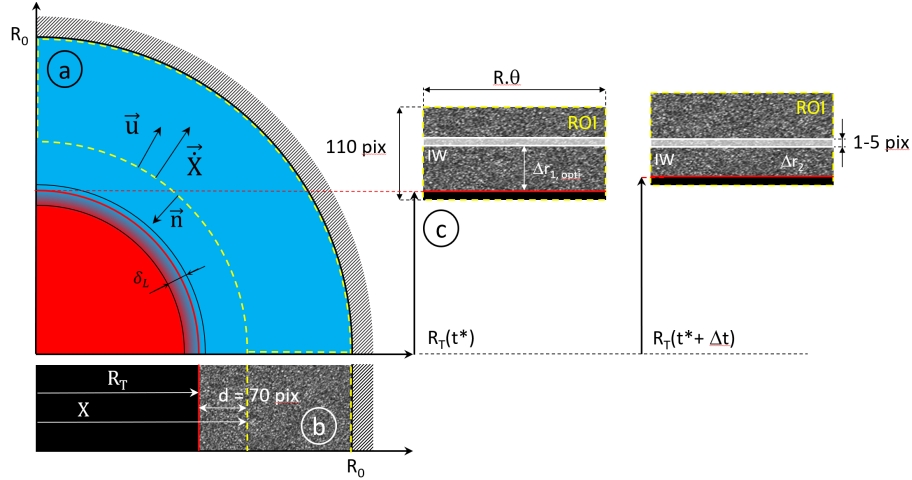 R0
a
u
Ẋ
n
δL
R.θ
110 pix
ROI
IW
Δr1, opti
c
ROI
IW
Δr2
1-5 pix
RT(t*)
RT(t*+ Δt)
RT
d = 70 pix
X
b
R0